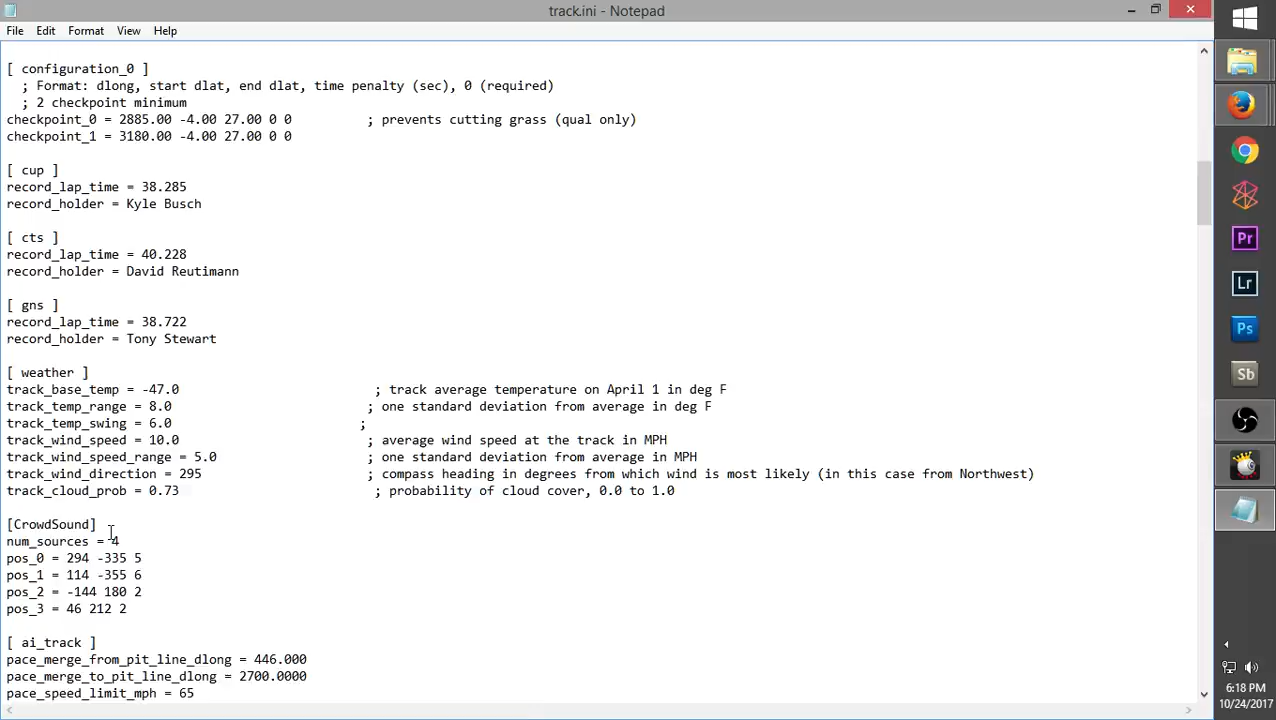 track.ini - Notepad
File Edit Format View Help
[ configuration_0 ]
; Format: dlong, start dlat, end dlat, time penalty (sec), 0 (required)
; 2 checkpoint minimum
checkpoint_0 = 2885.00 -4.00 27.00 0 0 ; prevents cutting grass (qual only)
checkpoint_1 = 3180.00 -4.00 27.00 0 0
[ cup ]
record_lap_time = 38.285
record_holder = Kyle Busch
[ cts ]
record_lap_time = 40.228
record_holder = David Reutimann
[ gns ]
record_lap_time = 38.722
record_holder = Tony Stewart
[ weather ]
track_base_temp = -47.0 ; track average temperature on April 1 in deg F
track_temp_range = 8.0 ; one standard deviation from average in deg F
track_temp_swing = 6.0 ;
track_wind_speed = 10.0 ; average wind speed at the track in MPH
track_wind_speed_range = 5.0 ; one standard deviation from average in MPH
track_wind_direction = 295 ; compass heading in degrees from which wind is most likely (in this case from Northwest)
track_cloud_prob = 0.73 ; probability of cloud cover, 0.0 to 1.0
[CrowdSound]
num_sources = 4
pos_0 = 294 -335 5
pos_1 = 114 -355 6
pos_2 = -144 180 2
pos_3 = 46 212 2
[ ai_track ]
pace_merge_from_pit_line_dlong = 446.000
pace_merge_to_pit_line_dlong = 2700.0000
pace_speed_limit_mph = 65
Pr
Lr
Ps
Sb
6:18 PM
10/24/2017